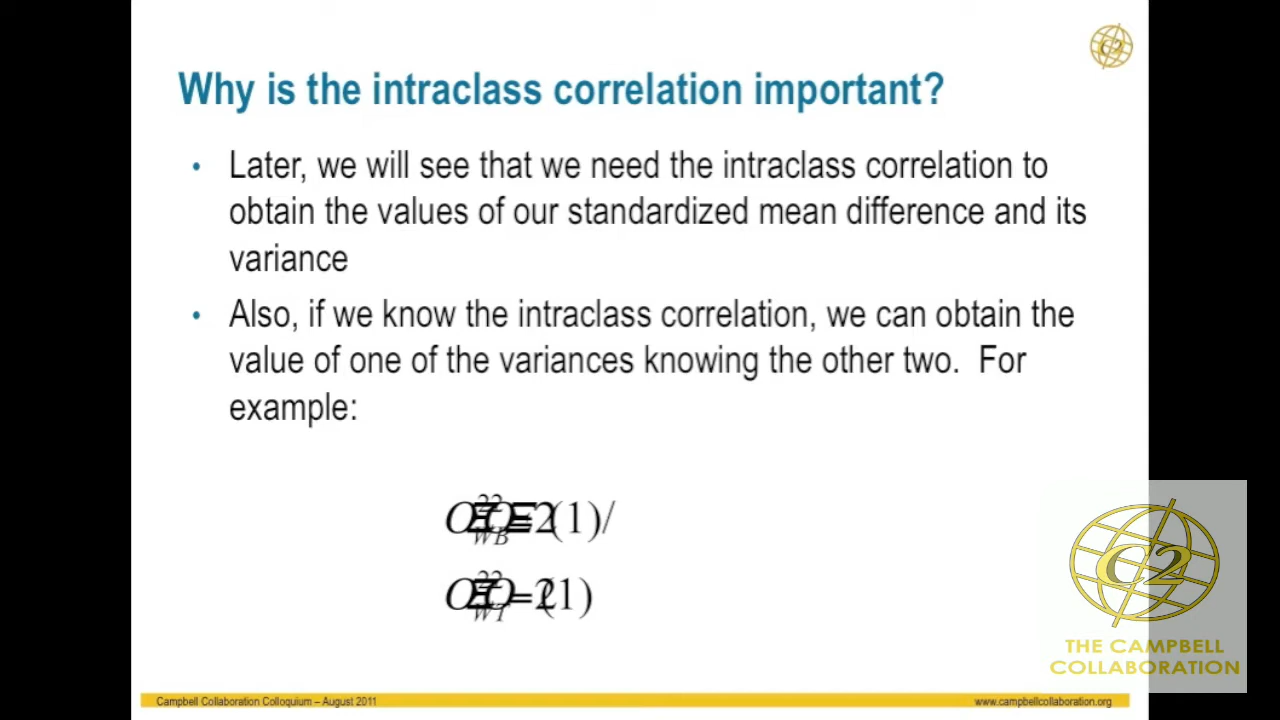 Why is the intraclass correlation important?
• Later, we will see that we need the intraclass correlation to
obtain the values of our standardized mean difference and its
variance
• Also, if we know the intraclass correlation, we can obtain the
value of one of the variances knowing the other two. For
example:
C2
THE CAMPBELL
COLLABORATION
Campbell Collaboration Colloquium – August 2011
www.campbellcollaboration.org